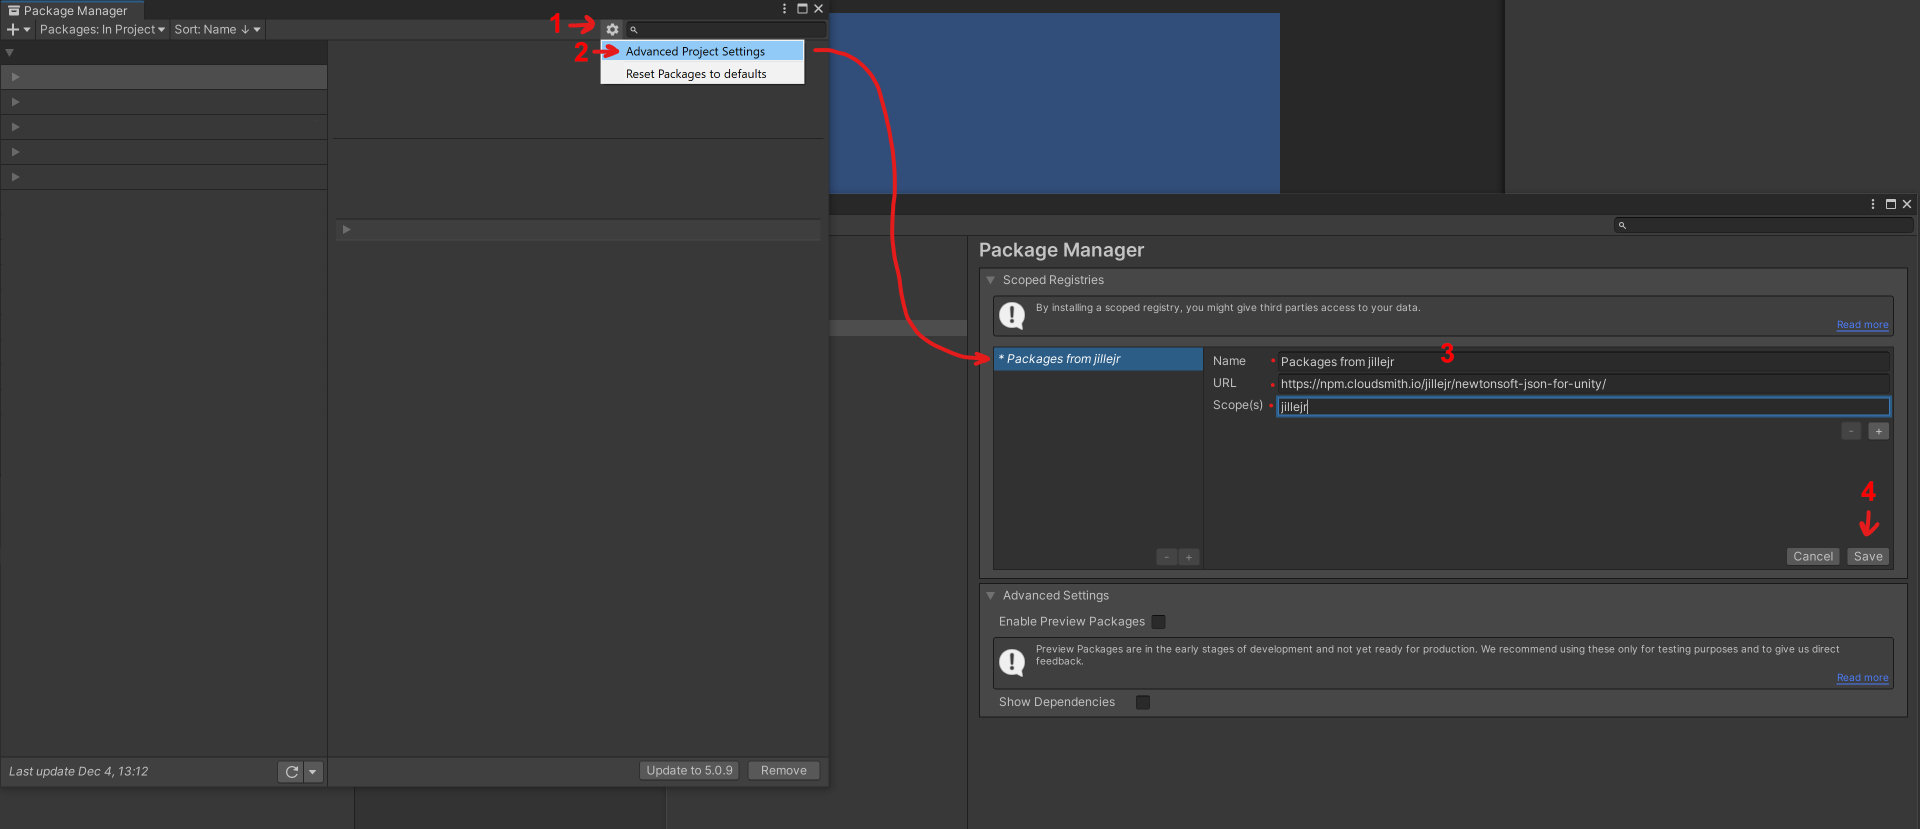 Package Manager
Packages: In Project
Sort: Name ↓
1
2
Advanced Project Settings
Reset Packages to defaults
Package Manager
Scoped Registries
By installing a scoped registry, you might give third parties access to your data.
Read more
* Packages from jillejr
Name
Packages from jillejr
3
URL
https://npm.cloudsmith.io/jillejr/newtonsoft-json-for-unity/
Scope(s)
jillejr
- +
4
- +
Cancel
Save
Advanced Settings
Enable Preview Packages
Preview Packages are in the early stages of development and not yet ready for production. We recommend using these only for testing purposes and to give us direct
feedback.
Read more
Show Dependencies
Last update Dec 4, 13:12
Update to 5.0.9
Remove